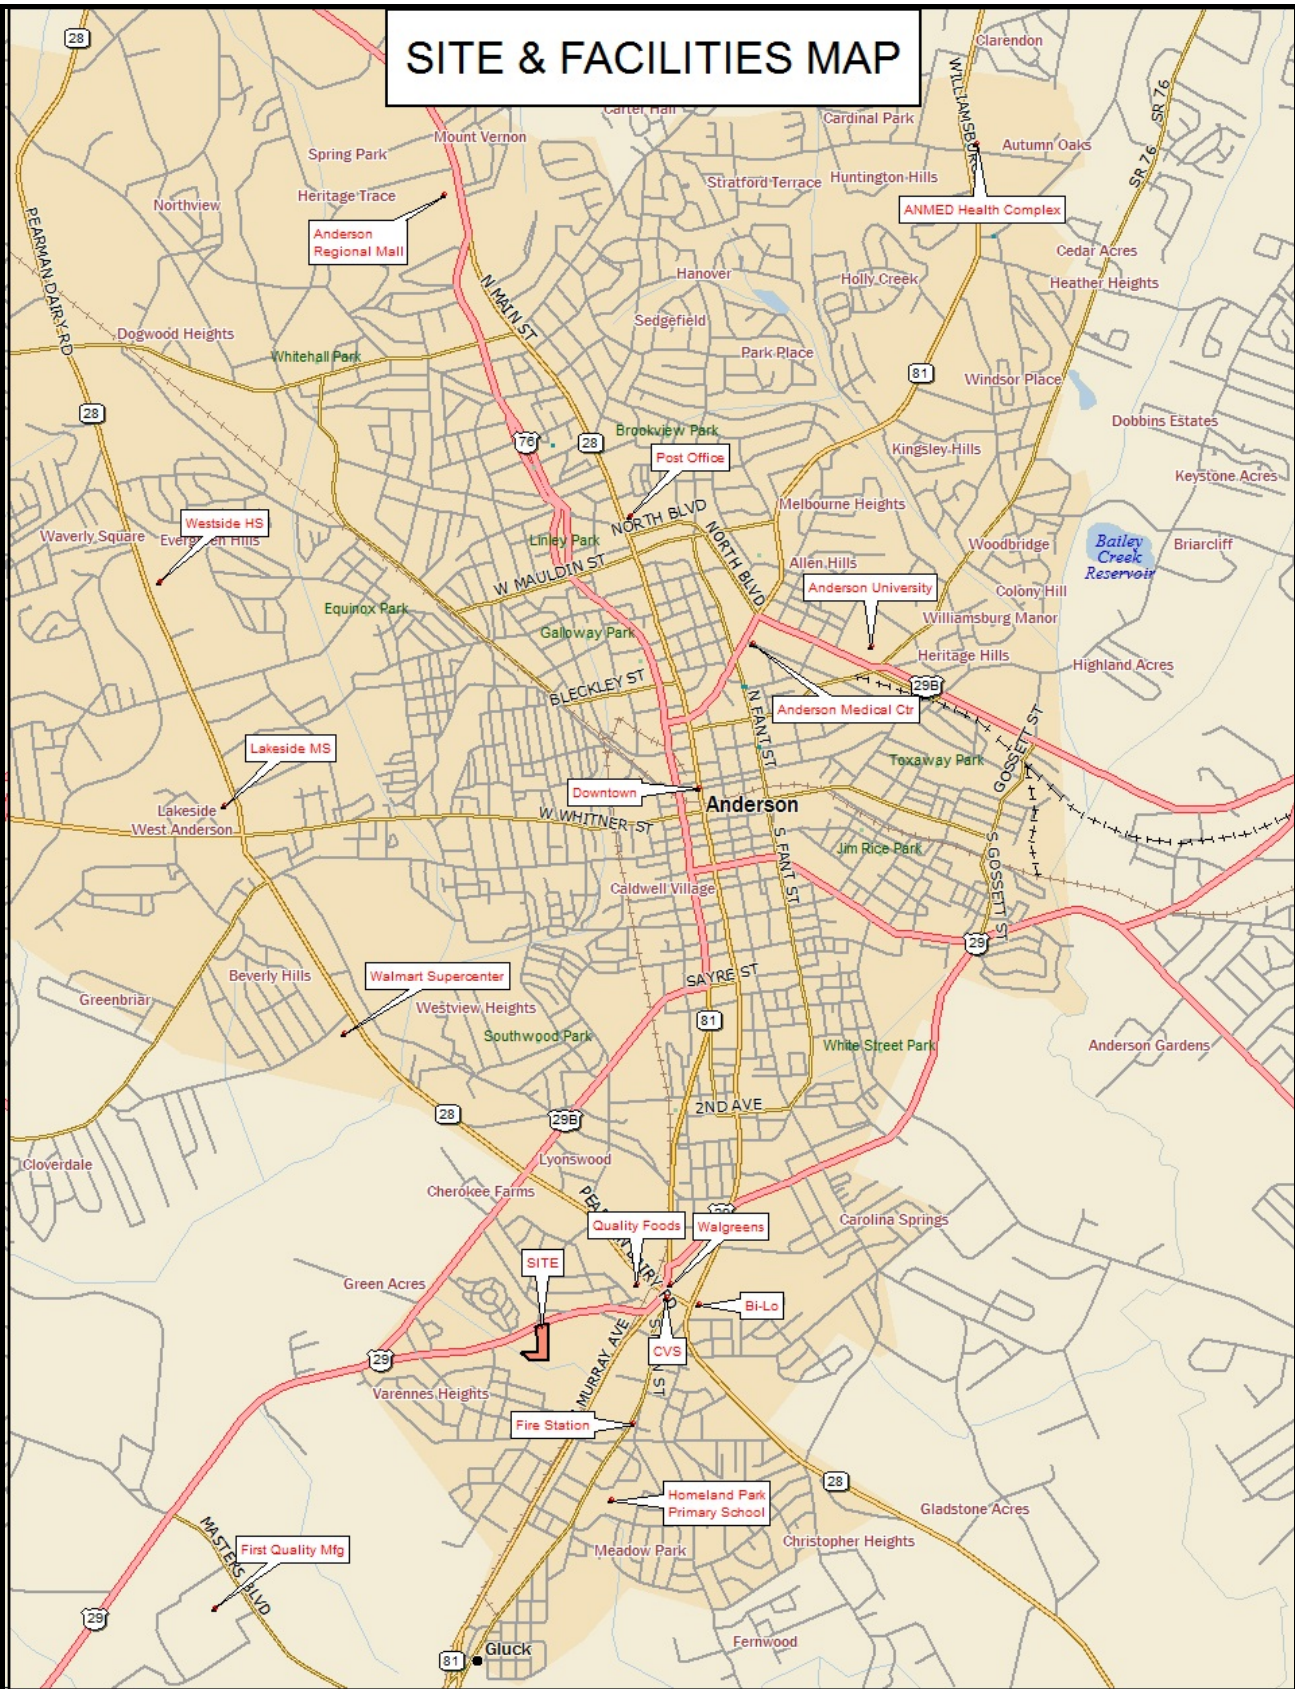 SITE & FACILITIES MAP
28
Clarendon
Carter Hall
Cardinal Park
WILLIAMSBURG
SR 76
SR 76
Mount Vernon
Autumn Oaks
Spring Park
Stratford Terrace
Huntington Hills
Heritage Trace
Northview
ANMED Health Complex
Anderson
Regional Mall
PEARMAN DAIRY RD
Cedar Acres
Hanover
Holly Creek
Heather Heights
N MAIN ST
Sedgefield
Dogwood Heights
Whitehall Park
Park Place
81
Windsor Place
28
76
28
Brookview Park
Dobbins Estates
Kingsley Hills
Post Office
Keystone Acres
Melbourne Heights
NORTH BLVD
Westside HS
Waverly Square
Evergreen Hills
Linley Park
NORTH BLVD
Woodbridge
Bailey
Creek
Reservoir
Briarcliff
W MAULDIN ST
Allen Hills
Anderson University
Colony Hill
Equinox Park
Williamsburg Manor
Galloway Park
Heritage Hills
Highland Acres
BLECKLEY ST
29B
N FANT ST
Anderson Medical Ctr
GOSSETT ST
Lakeside MS
Toxaway Park
Downtown
Anderson
Lakeside
West Anderson
W WHITNER ST
S FANT ST
Jim Rice Park
S GOSSETT ST
Caldwell Village
29
Beverly Hills
Walmart Supercenter
SAYRE ST
Greenbriar
Westview Heights
81
Southwood Park
White Street Park
Anderson Gardens
28
29B
2ND AVE
Cloverdale
Lyonswood
Cherokee Farms
Quality Foods
Walgreens
Carolina Springs
SITE
Green Acres
Bi-Lo
MURRAY AVE
CVS
29
Varennes Heights
Fire Station
28
Homeland Park
Primary School
Gladstone Acres
MASTERS BLVD
First Quality Mfg
Meadow Park
Christopher Heights
29
Fernwood
Gluck
81